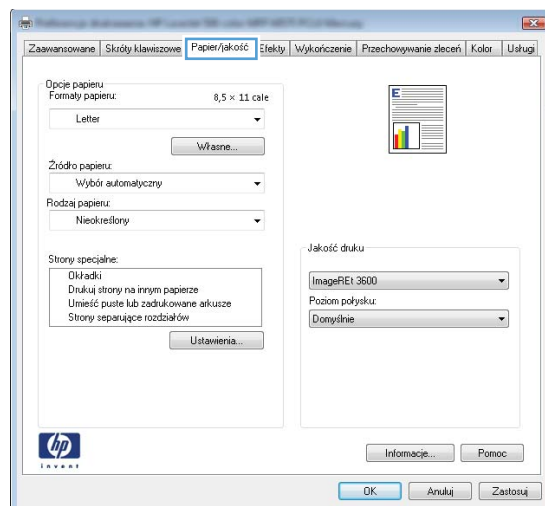 Zaawansowane Skróty klawiszowe Papier/jakość Efekty Wykończenie Przechowywanie zleceń Kolor Usługi
Opcje papieru
Formaty papieru: 8,5 × 11 cale
Letter
Własne...
Źródło papieru:
Wybór automatyczny
Rodzaj papieru:
Nieokreślony
Strony specjalne:
Okładki
Drukuj strony na innym papierze
Umieść puste lub zadrukowane arkusze
Strony separujące rozdziałów
Ustawienia...
E
Jakość druku
ImageREt 3600
Poziom połysku:
Domyślnie
hp
invent
Informacje... Pomoc
OK Anuluj Zastosuj